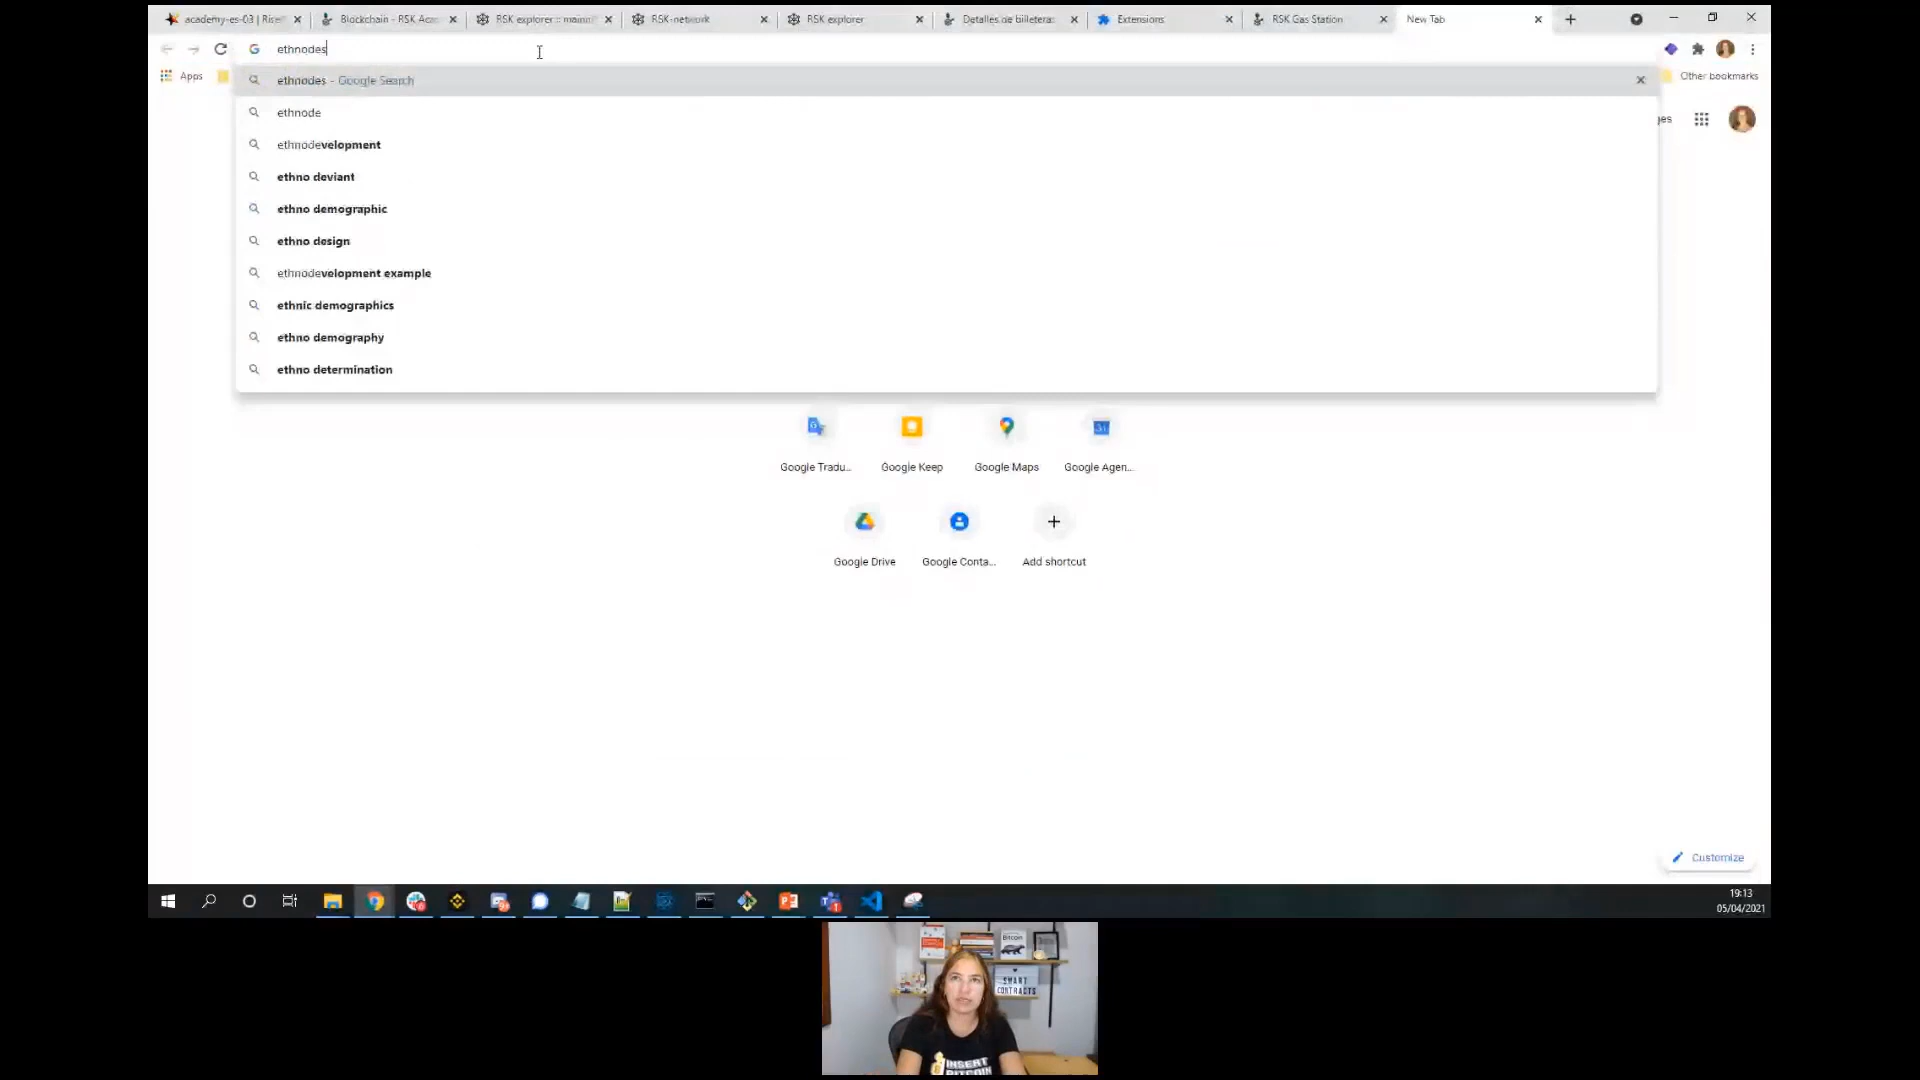 academy-es-03 | Rise
Blockchain - RSK Aca
RSK explorer :: mainn
RSK-network
RSK explorer
Detalles de billetera:
Extensions
RSK Gas Station
New Tab
ethnodes
Apps
Other bookmarks
ethnodes - Google Search
ethnode
ethnodevelopment
ethno deviant
ethno demographic
ethno design
ethnodevelopment example
ethnic demographics
ethno demography
ethno determination
Google Tradu...
Google Keep
Google Maps
Google Agen...
Google Drive
Google Conta...
Add shortcut
Customize
19:13
05/04/2021
Bitcoin
SMART
CONTRACTS
INSERT
BITCOIN